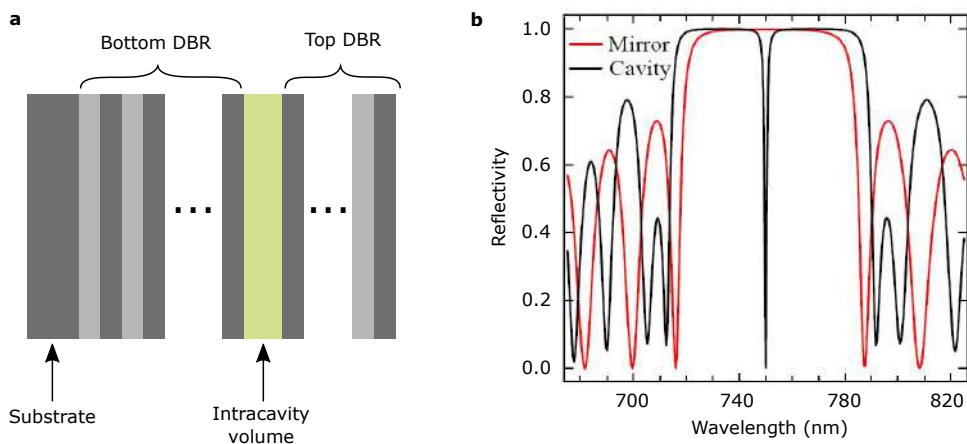 a
Bottom DBR
Top DBR
...
...
Substrate
Intracavity
volume
b
1.0
0.8
0.6
0.4
0.2
0.0
Reflectivity
Mirror
Cavity
700
740
780
820
Wavelength (nm)